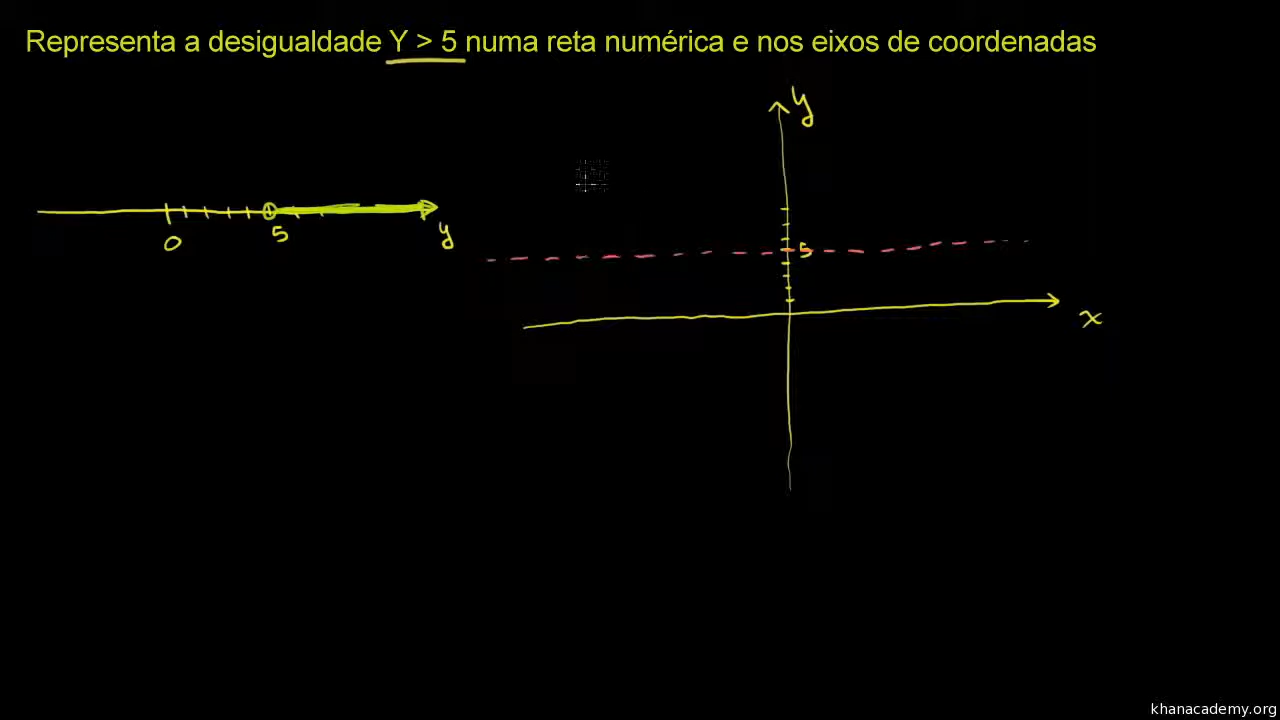 Representa a desigualdade Y > 5 numa reta numérica e nos eixos de coordenadas
y
0
5
y
5
x
khanacademy.org